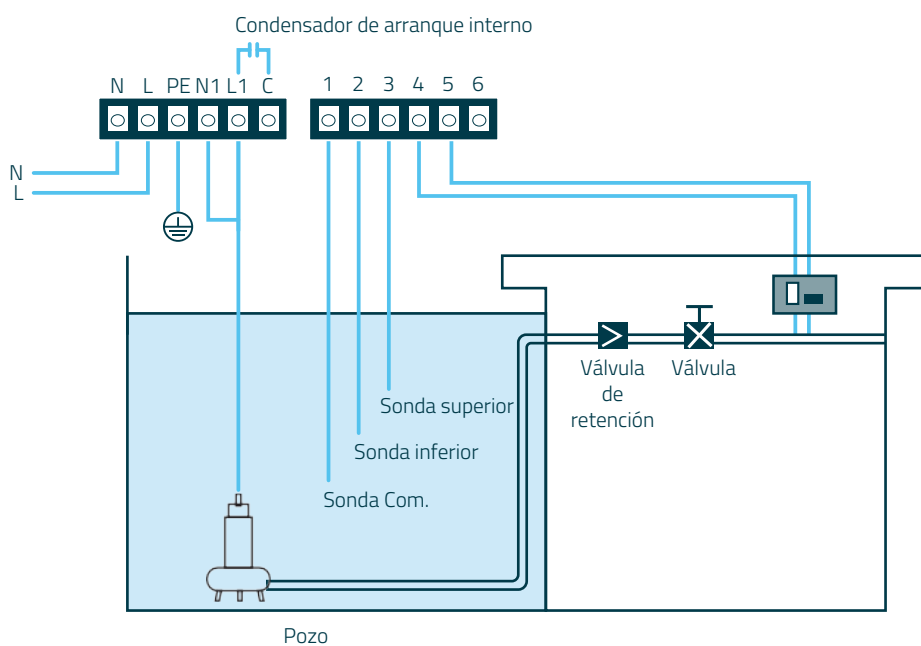 Condensador de arranque interno
N L PE N1 L1 C
1 2 3 4 5 6
N
L
Válvula
de
retención
Válvula
Sonda superior
Sonda inferior
Sonda Com.
Pozo